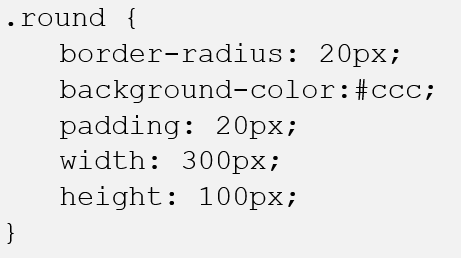 .round {
   border-radius: 20px;
   background-color:#ccc;
   padding: 20px;
   width: 300px;
   height: 100px;
}